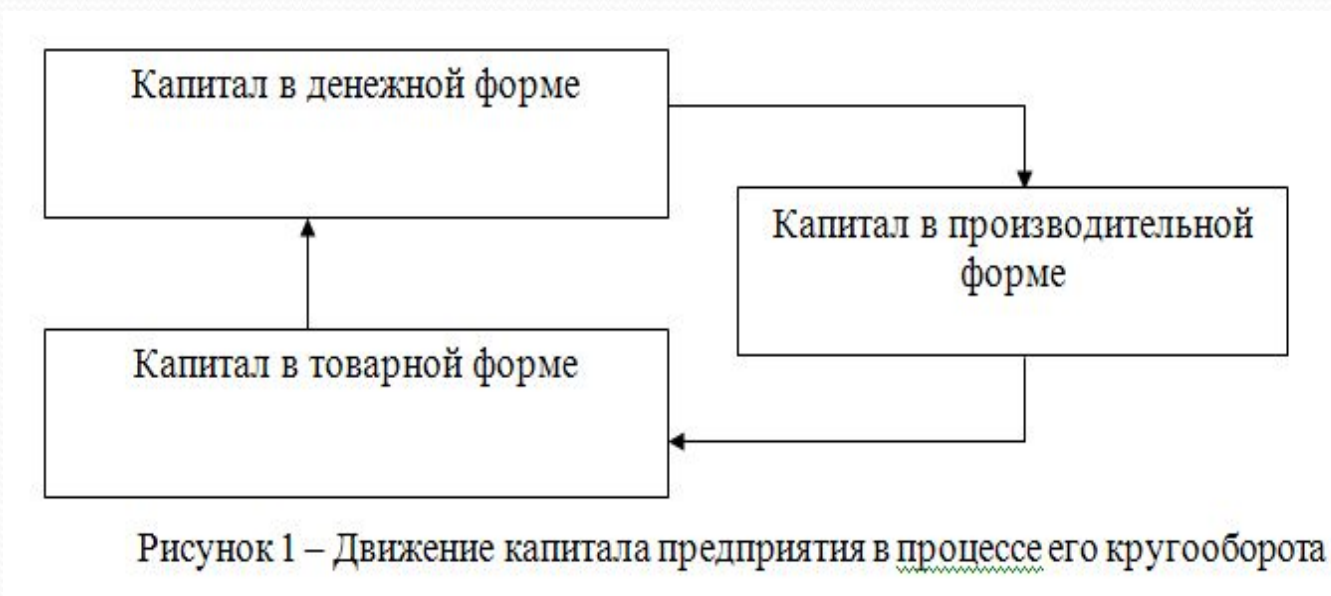 Капитал в денежной форме
Капитал в производительной
форме
Капитал в товарной форме
Рисунок 1 – Движение капитала предприятия в процессе его кругооборота